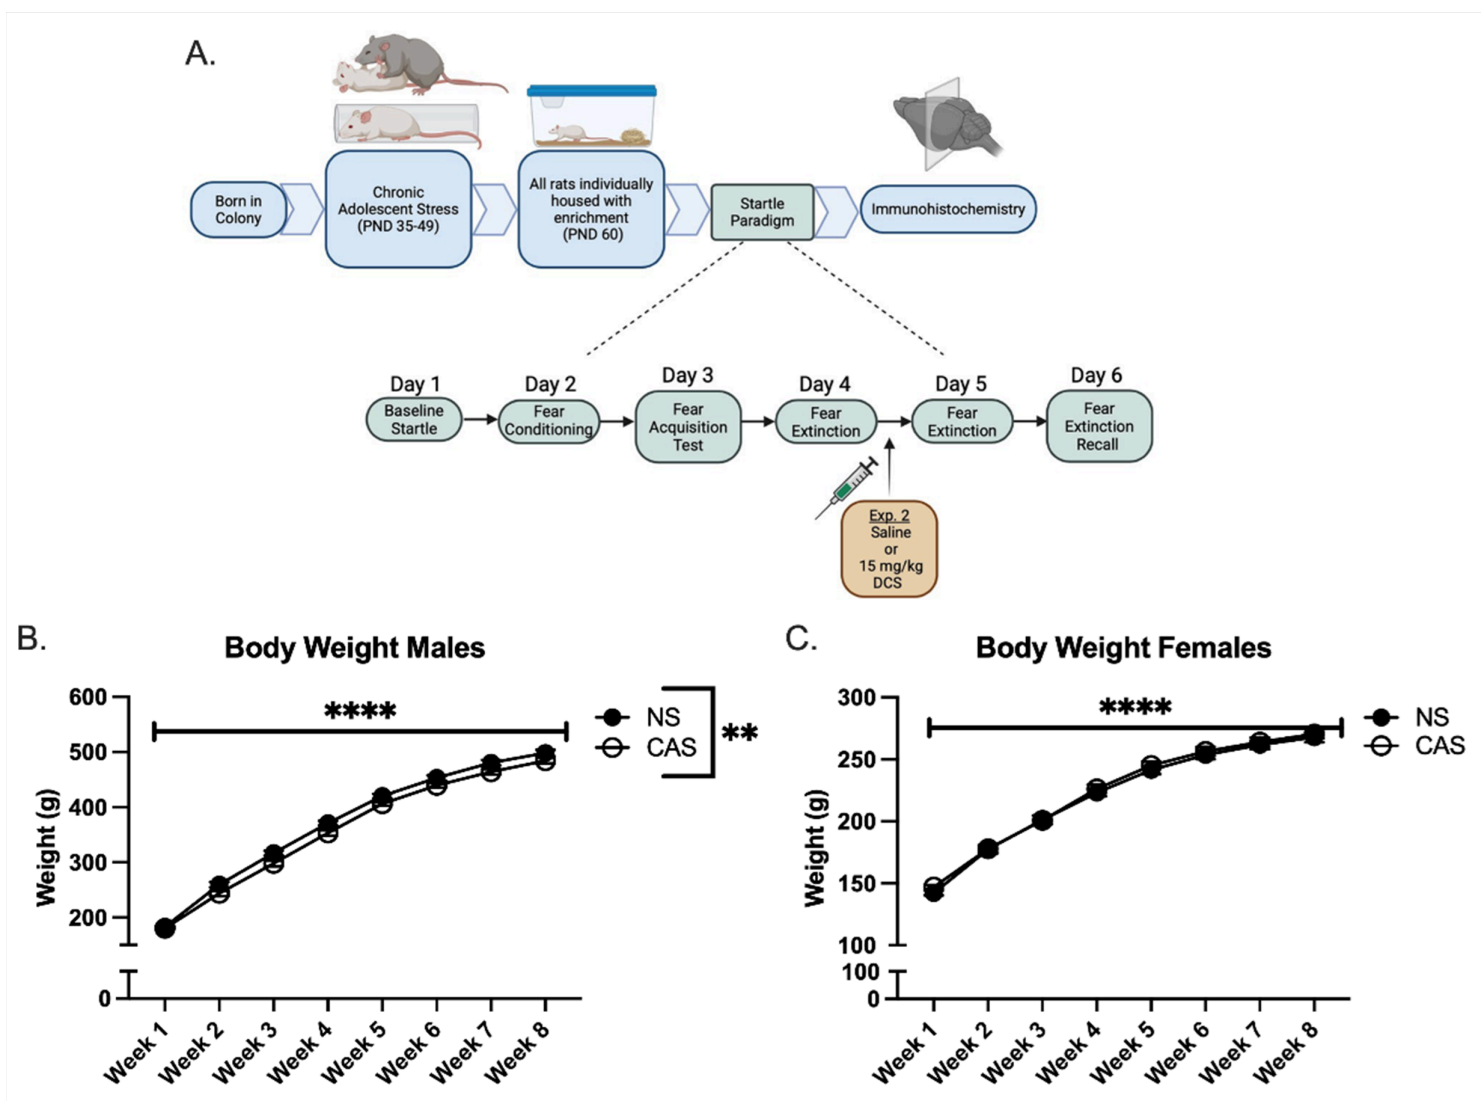 A.
Born in
Colony
Chronic
Adolescent Stress
(PND 35-49)
All rats individually
housed with
enrichment
(PND 60)
Startle
Paradigm
Immunohistochemistry
Day 1
Baseline
Startle
Day 2
Fear
Conditioning
Day 3
Fear
Acquisition
Test
Day 4
Fear
Extinction
Day 5
Fear
Extinction
Day 6
Fear
Extinction
Recall
Exp. 2
Saline
or
15 mg/kg
DCS
B.
Body Weight Males
****
NS
CAS
**
Weight (g)
600
500
400
300
200
0
Week 1
Week 2
Week 3
Week 4
Week 5
Week 6
Week 7
Week 8
C.
Body Weight Females
****
NS
CAS
Weight (g)
300
250
200
150
100
100
0
Week 1
Week 2
Week 3
Week 4
Week 5
Week 6
Week 7
Week 8